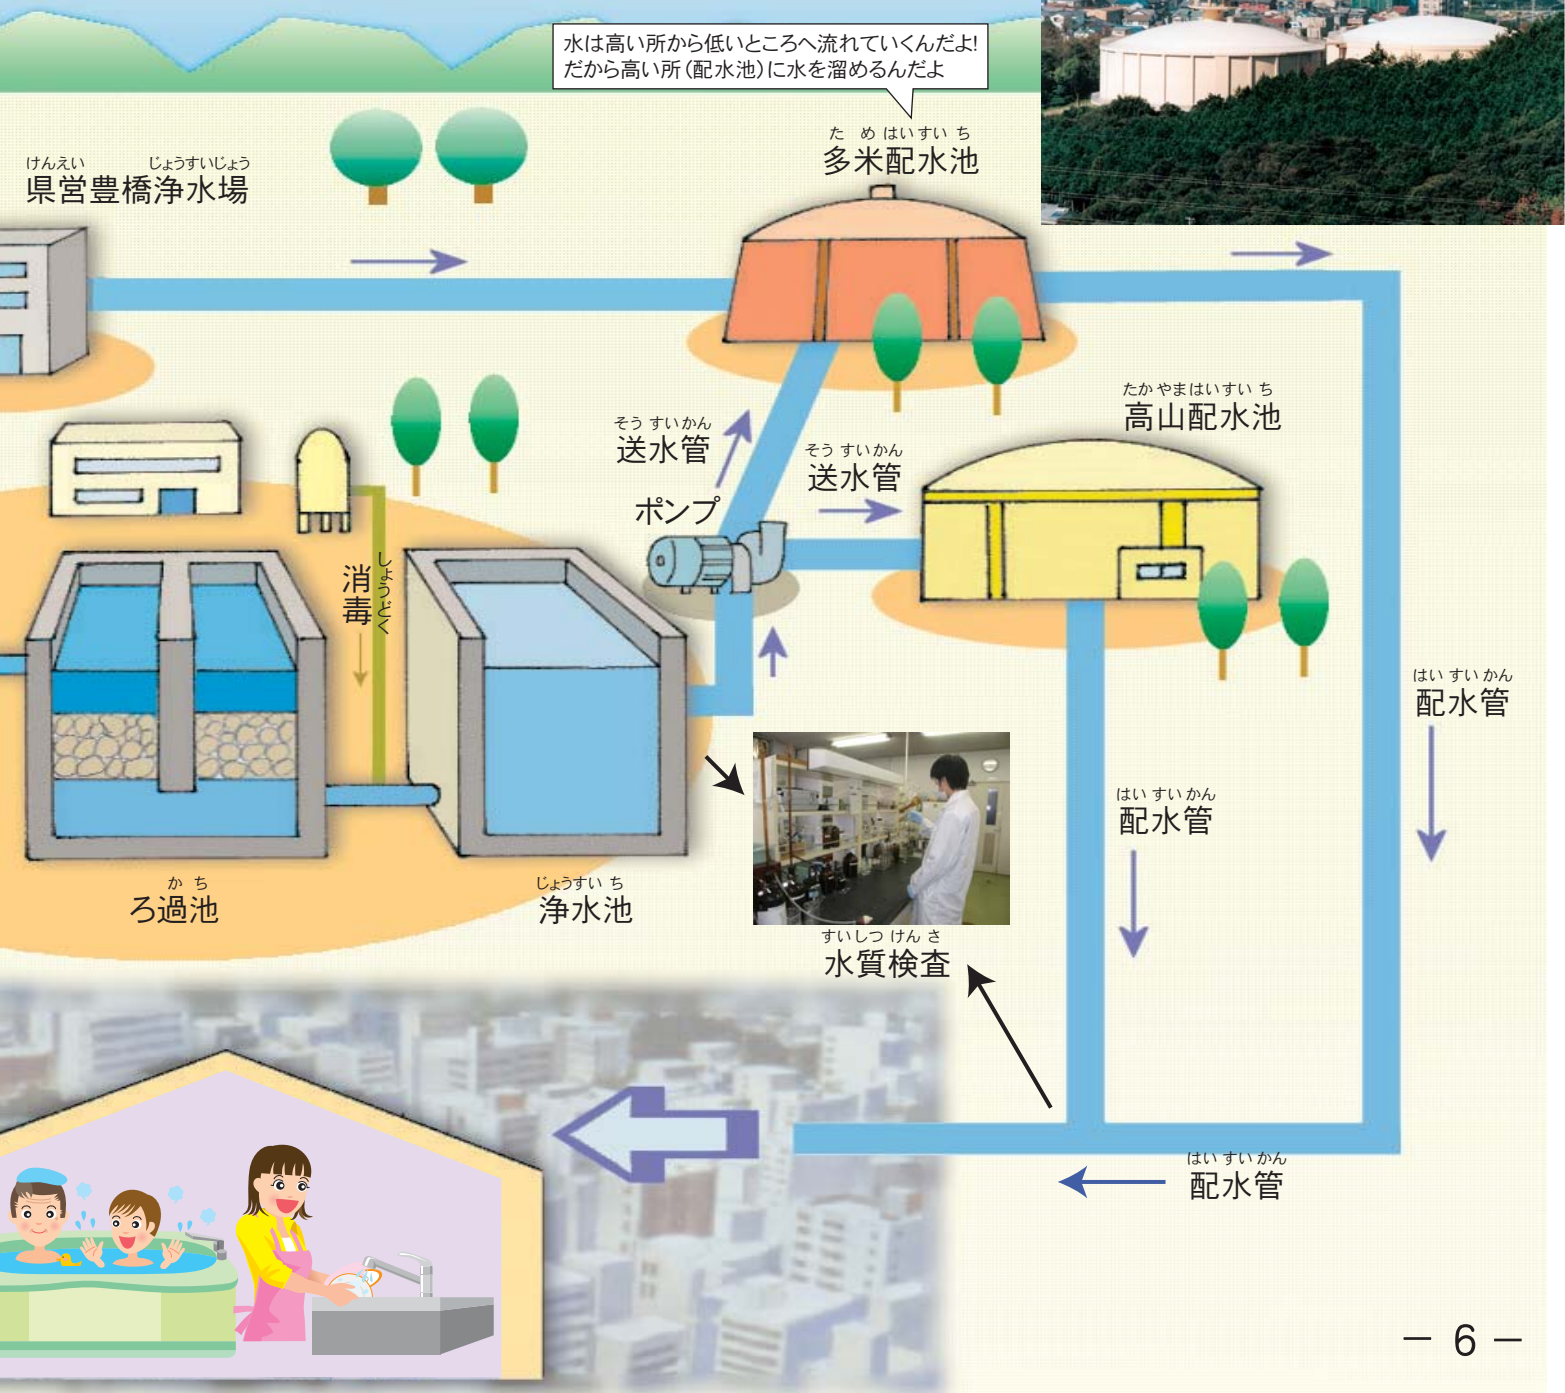 水は高い所から低いところへ流れていくんだよ!
だから高い所(配水池)に水を溜めるんだよ
ため はいすい ち
多米配水池
けんえい じょうすいじょう
県営豊橋浄水場
たかやまはいすい ち
高山配水池
そう すいかん
送水管
そう すいかん
送水管
ポンプ
しょうどく
消毒
はい すい かん
配水管
はい すい かん
配水管
か ち
ろ過池
じょうすい ち
浄水池
すいしつ けん さ
水質検査
はい すい かん
配水管
− 6 −